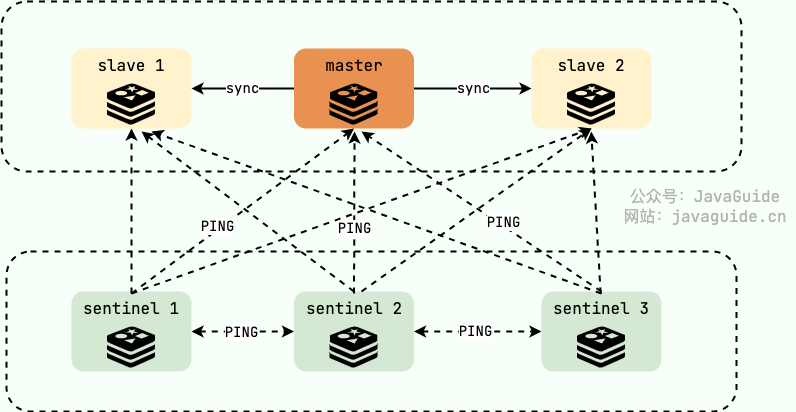 slave 1
master
slave 2
sync
sync
公众号：JavaGuide
网站：javaguide.cn
PING
PING
PING
sentinel 1
sentinel 2
sentinel 3
PING
PING